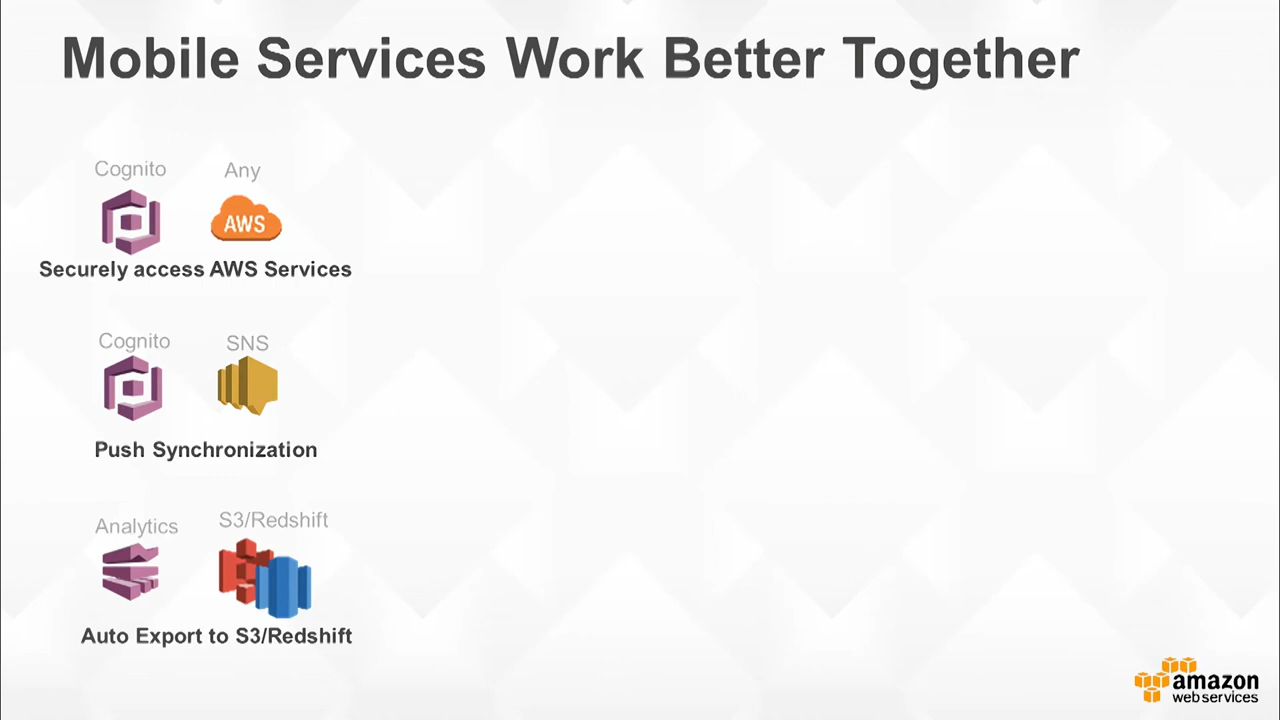 Mobile Services Work Better Together
Cognito Any
AWS
Securely access AWS Services
Cognito SNS
Push Synchronization
Analytics S3/Redshift
Auto Export to S3/Redshift
amazon
web services